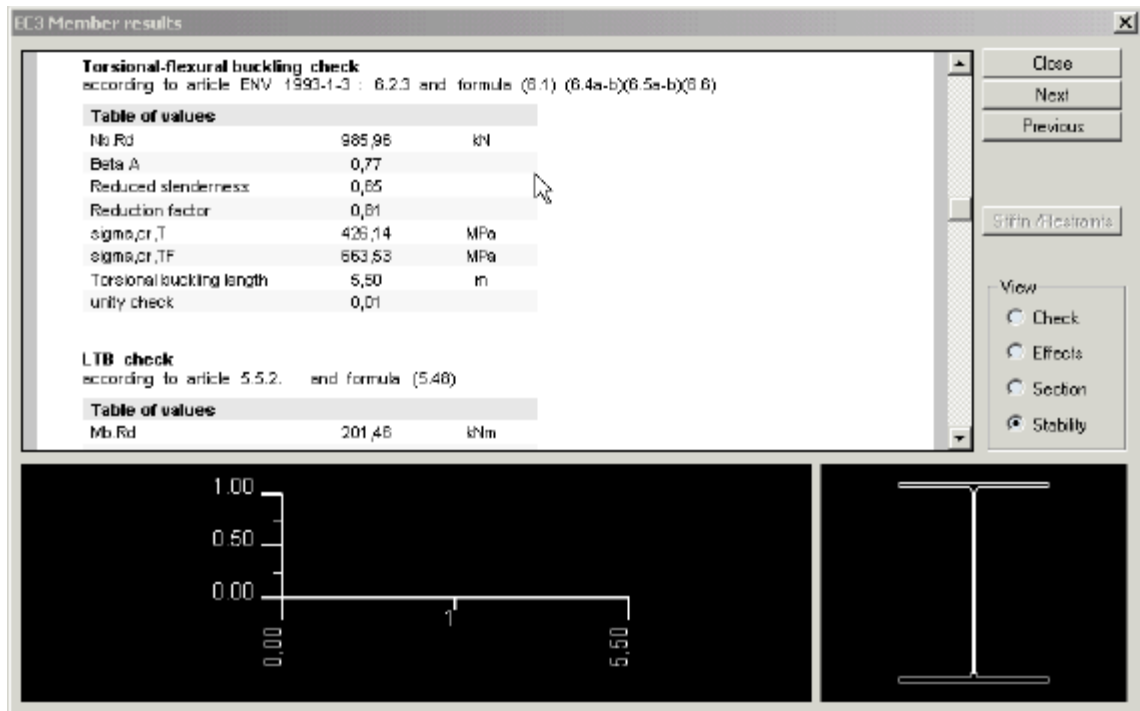 EC3 Member results
Torsional-flexural buckling check
according to article ENV 1993-1-3 : 6.2.3 and formula (6.1) (6.4a-b)(6.5a-b)(6.6)
Table of values
Nb.Rd 985,96 kN
Beta A 0,77
Reduced slenderness 0,65
Reduction factor 0,81
sigma,cr,T 426,14 MPa
sigma,cr,TF 663,53 MPa
Torsional buckling length 5,50 m
unity check 0,01
LTB check
according to article 5.5.2. and formula (5.48)
Table of values
Mb.Rd 201,46 kNm
Close
Next
Previous
View
Check
Effects
Section
Stability
1.00
0.50
0.00
1
0,00
5,50